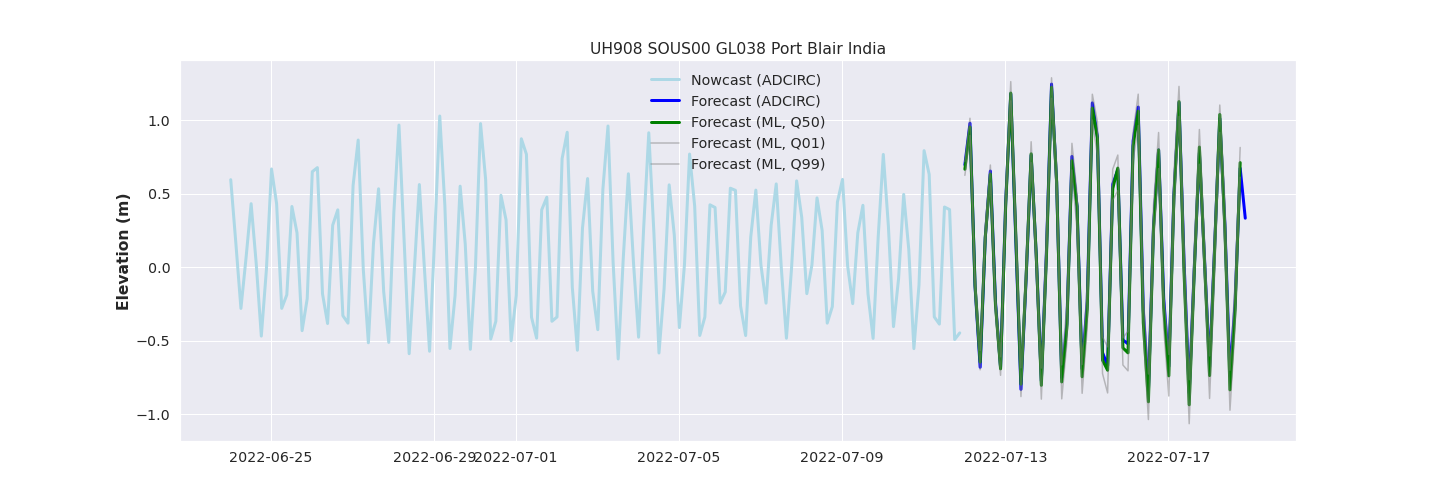 UH908 SOUS00 GL038 Port Blair India
Nowcast (ADCIRC)
Forecast (ADCIRC)
Forecast (ML, Q50)
Forecast (ML, Q01)
Forecast (ML, Q99)
Elevation (m)
1.0
0.5
0.0
−0.5
−1.0
2022-06-25 2022-06-29 2022-07-01 2022-07-05 2022-07-09 2022-07-13 2022-07-17